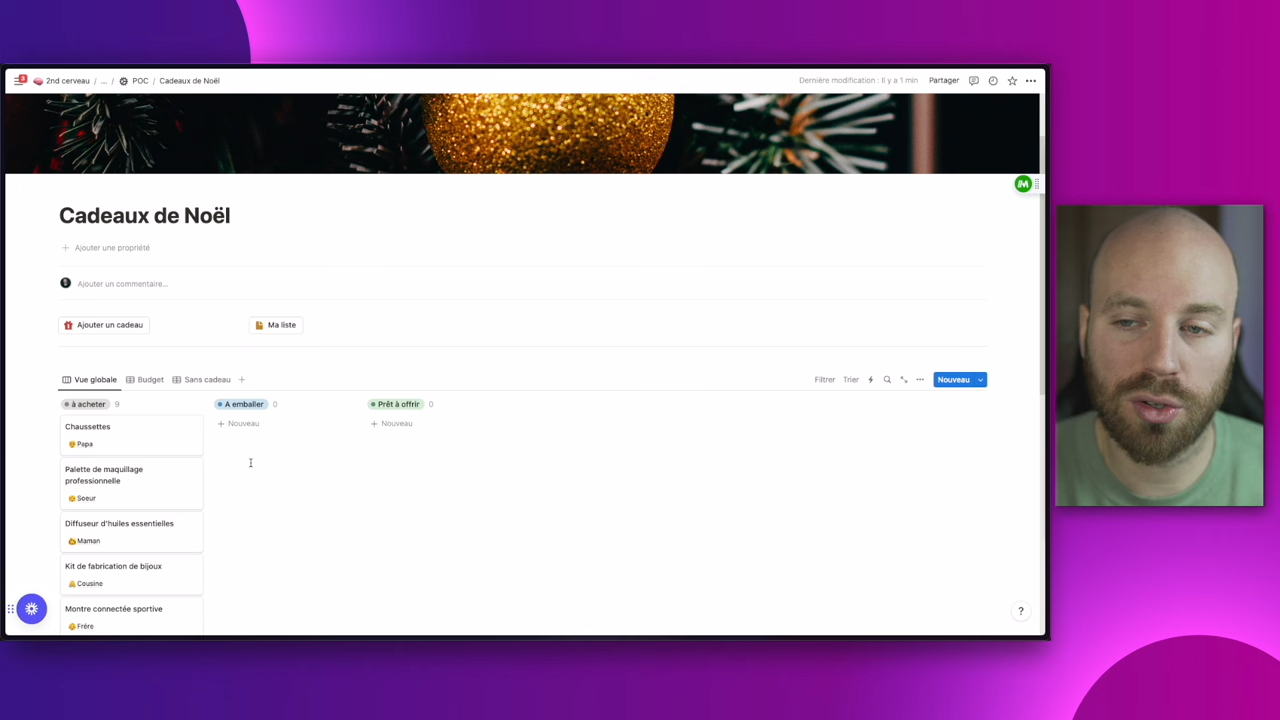 3
2nd cerveau / ... / POC / Cadeaux de Noël
Dernière modification : Il y a 1 min
Partager
Cadeaux de Noël
Ajouter une propriété
Ajouter un commentaire...
Ajouter un cadeau
Ma liste
Vue globale
Budget
Sans cadeau
Filtrer
Trier
Nouveau
à acheter 9
A emballer 0
Prêt à offrir 0
Chaussettes
Papa
Nouveau
Nouveau
Palette de maquillage
professionnelle
Soeur
Diffuseur d'huiles essentielles
Maman
Kit de fabrication de bijoux
Cousine
Montre connectée sportive
Frére
?